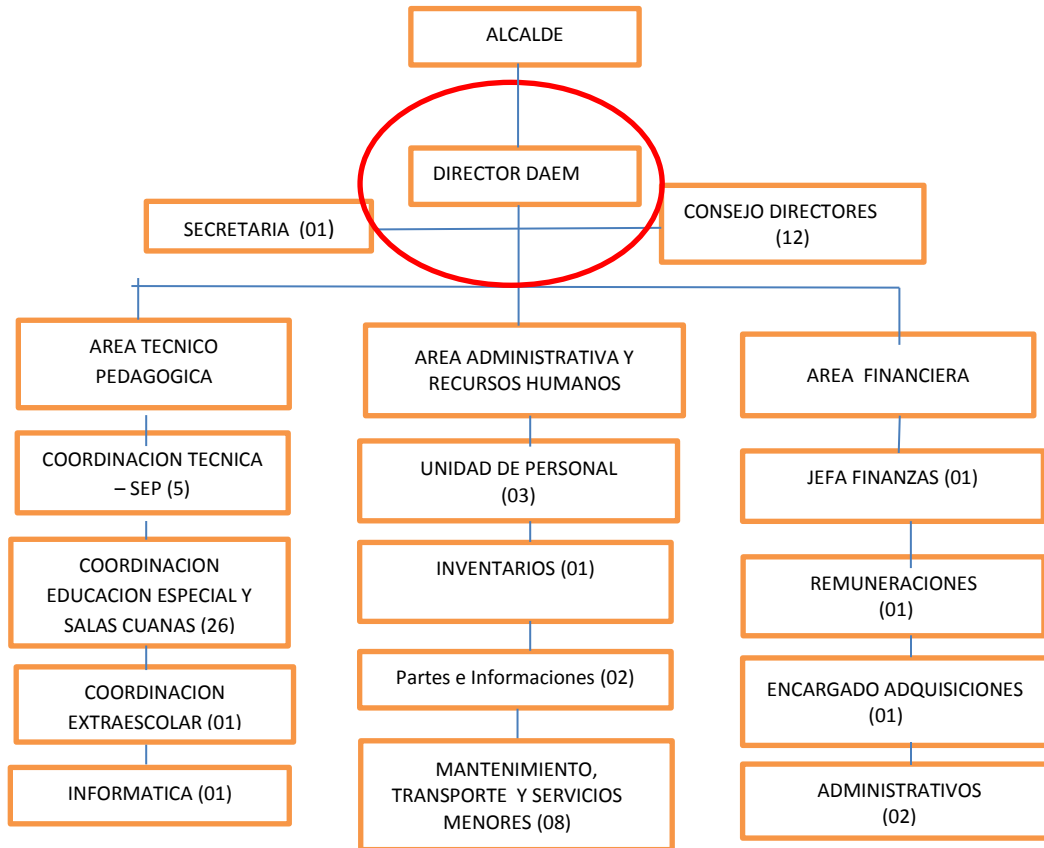 ALCALDE
DIRECTOR DAEM
SECRETARIA (01)
CONSEJO DIRECTORES
(12)
AREA TECNICO
PEDAGOGICA
COORDINACION TECNICA
– SEP (5)
COORDINACION
EDUCACION ESPECIAL Y
SALAS CUANAS (26)
COORDINACION
EXTRAESCOLAR (01)
INFORMATICA (01)
AREA ADMINISTRATIVA Y
RECURSOS HUMANOS
UNIDAD DE PERSONAL
(03)
INVENTARIOS (01)
Partes e Informaciones (02)
MANTENIMIENTO,
TRANSPORTE Y SERVICIOS
MENORES (08)
AREA FINANCIERA
JEFA FINANZAS (01)
REMUNERACIONES
(01)
ENCARGADO ADQUISICIONES
(01)
ADMINISTRATIVOS
(02)